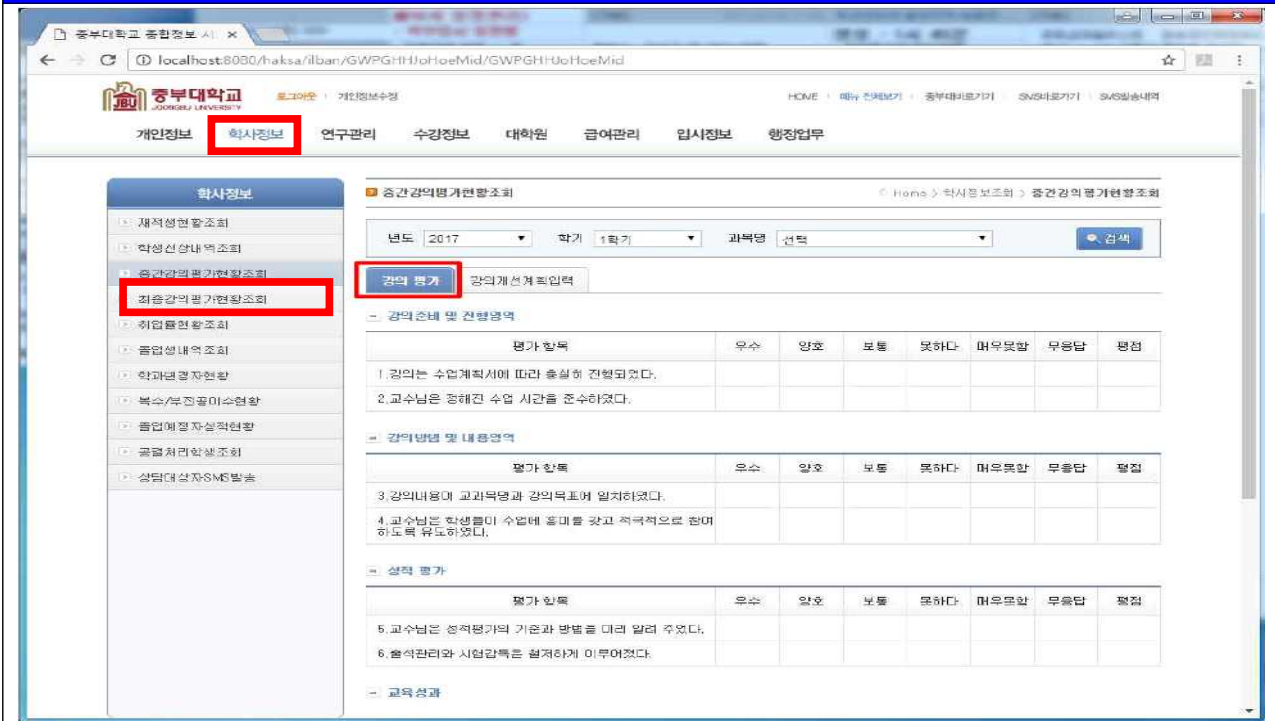 중부대학교 종합정보 시
localhost:8080/haksa/ilban/GWPGHHJoHoeMid/GWPGHHJoHoeMid
JBU 중부대학교 JOONGBU UNIVERSITY
로그아웃 개인정보수정
HOME 메뉴 전체보기 중부대바로가기 SMS바로가기 SMS발송내역
개인정보 학사정보 연구관리 수강정보 대학원 급여관리 입시정보 행정업무
학사정보
재적생현황조회
학생신상내역조회
중간강의평가현황조회
최종강의평가현황조회
취업률현황조회
졸업생내역조회
학과변경자현황
복수/부전공이수현황
졸업예정자성적현황
공결처리학생조회
상담대상자SMS발송
중간강의평가현황조회
Home > 학사정보조회 > 중간강의평가현황조회
년도 2017 학기 1학기 과목명 선택 검색
강의 평가 강의개선계획입력
강의준비 및 진행영역
평가 항목 우수 양호 보통 못하다 매우못함 무응답 평점
1.강의는 수업계획서에 따라 충실히 진행되었다.
2.교수님은 정해진 수업 시간을 준수하였다.
강의방법 및 내용영역
평가 항목 우수 양호 보통 못하다 매우못함 무응답 평점
3.강의내용이 교과목명과 강의목표에 일치하였다.
4.교수님은 학생들이 수업에 흥미를 갖고 적극적으로 참여
하도록 유도하였다.
성적 평가
평가 항목 우수 양호 보통 못하다 매우못함 무응답 평점
5.교수님은 성적평가의 기준과 방법을 미리 알려 주었다.
6.출석관리와 시험감독은 철저하게 이루어졌다.
교육성과